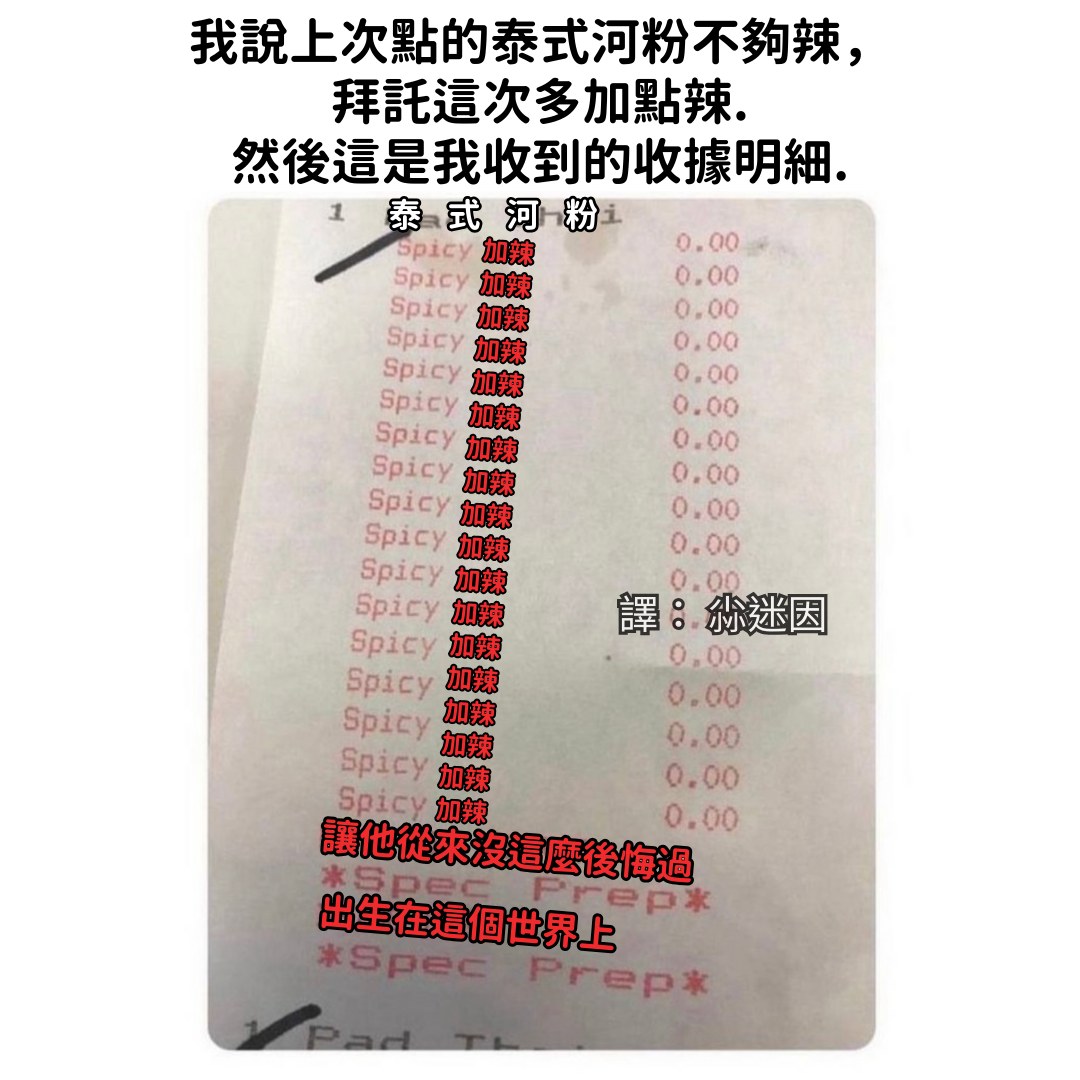 我說上次點的泰式河粉不夠辣，
拜託這次多加點辣.
然後這是我收到的收據明細.
1 泰式河粉
Spicy 加辣 0.00
Spicy 加辣 0.00
Spicy 加辣 0.00
Spicy 加辣 0.00
Spicy 加辣 0.00
Spicy 加辣 0.00
Spicy 加辣 0.00
Spicy 加辣 0.00
Spicy 加辣 0.00
Spicy 加辣 0.00
Spicy 加辣 0.00
Spicy 加辣 譯：尛迷因
Spicy 加辣 0.00
Spicy 加辣 0.00
Spicy 加辣 0.00
加辣
Spicy 加辣 0.00
Spicy 加辣 0.00
讓他從來沒這麼後悔過
*Spec Prep*
出生在這個世界上
*Spec Prep*
1 Pad Thai